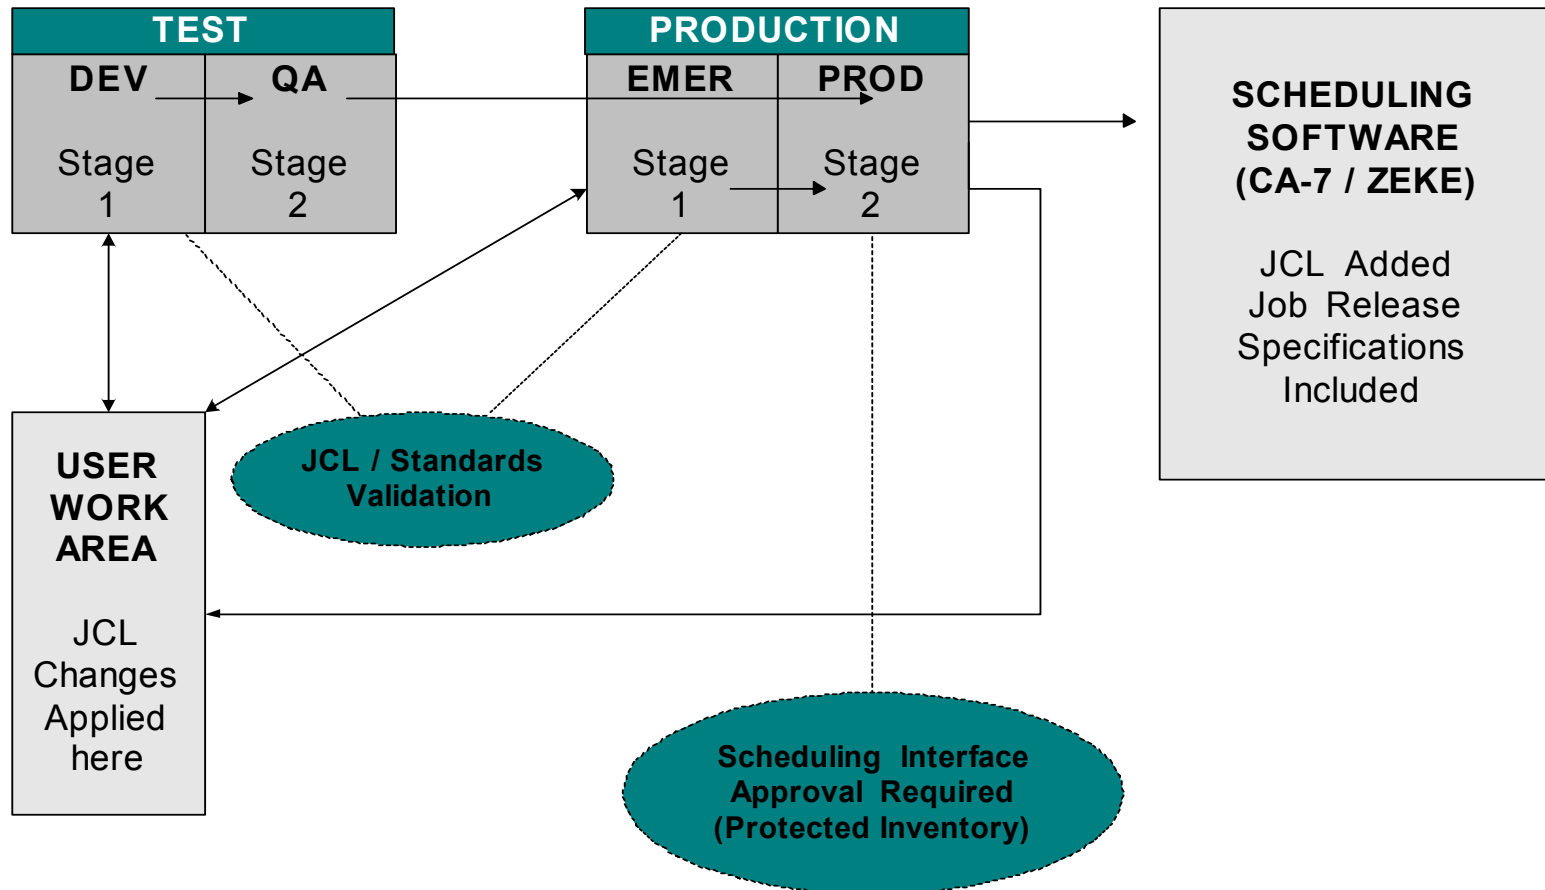 TEST
DEV
QA
Stage
1
Stage
2
PRODUCTION
EMER
PROD
Stage
1
Stage
2
SCHEDULING
SOFTWARE
(CA-7 / ZEKE)
JCL Added
Job Release
Specifications
Included
USER
WORK
AREA
JCL
Changes
Applied
here
JCL / Standards
Validation
Scheduling Interface
Approval Required
(Protected Inventory)